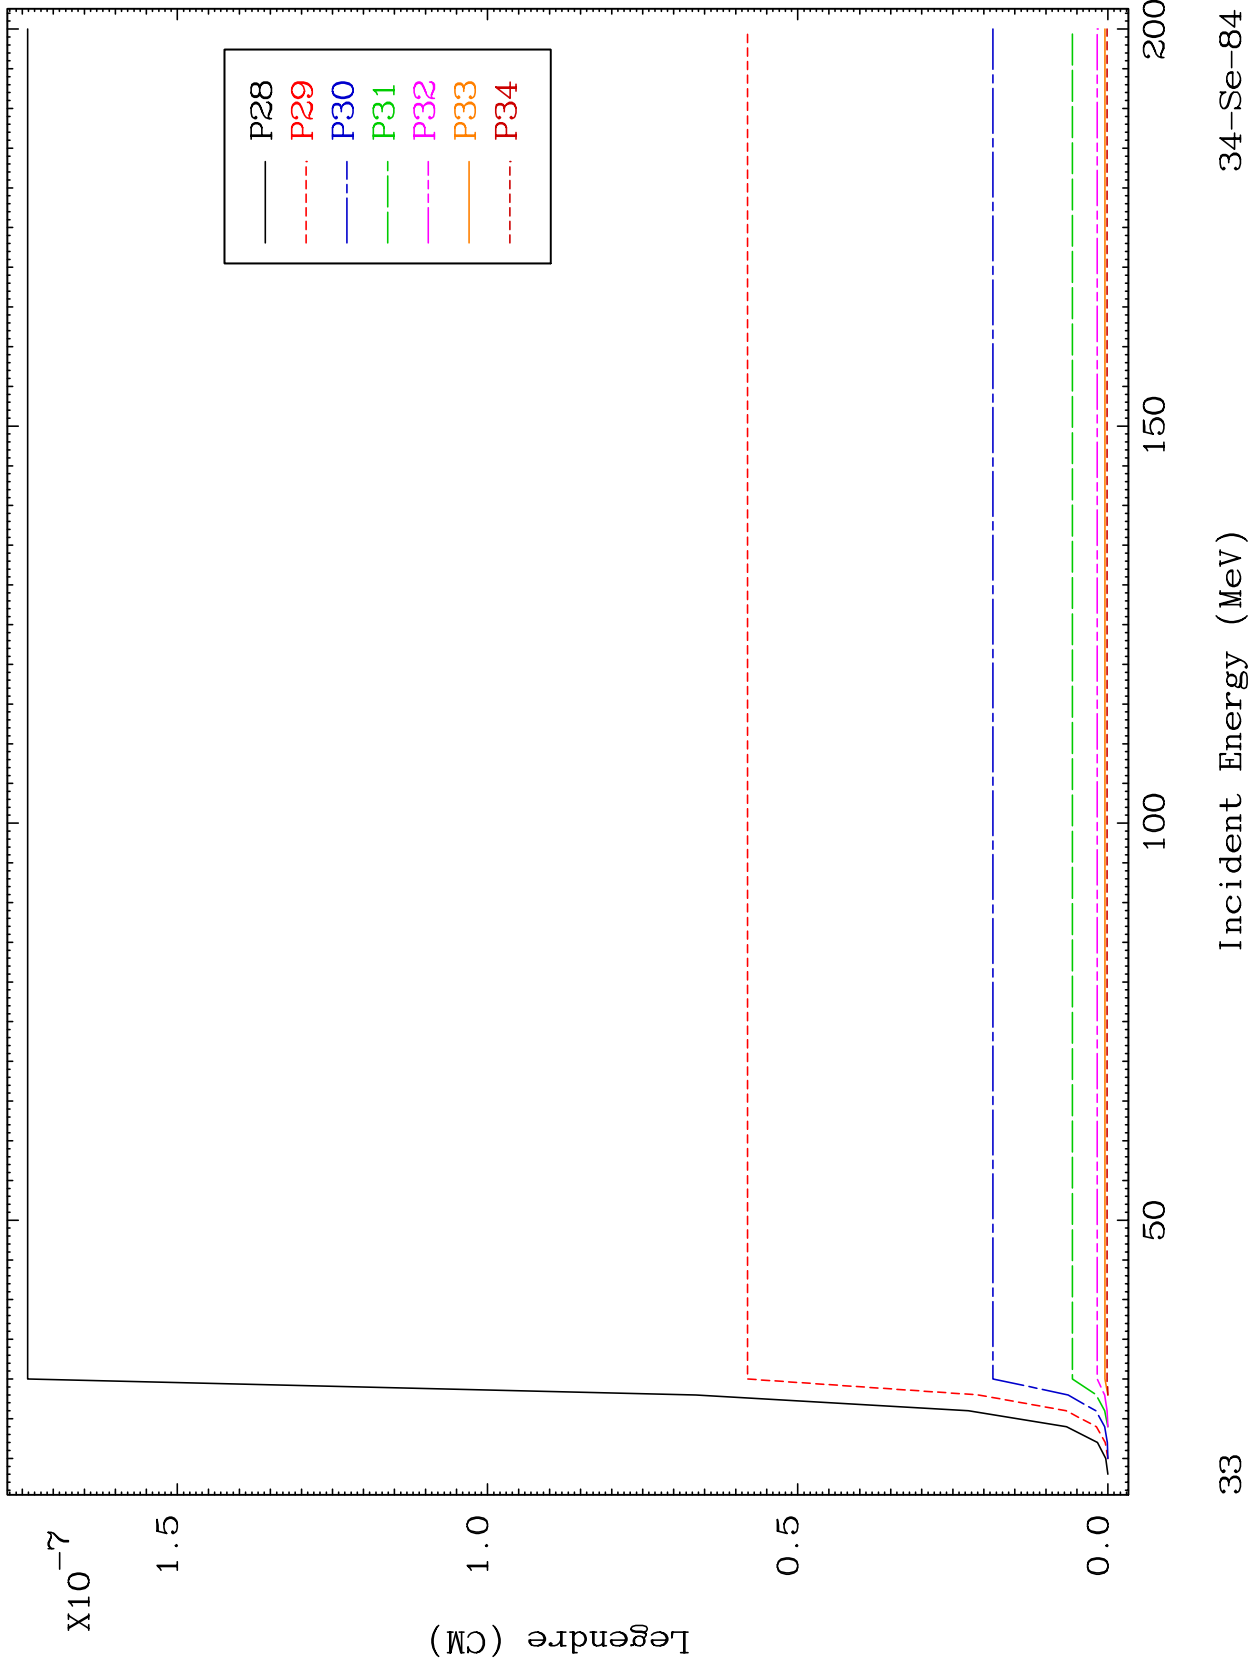 X10-7
1.5
1.0
0.5
0.0
Legendre (CM)
P28
P29
P30
P31
P32
P33
P34
50
100
150
200
Incident Energy (MeV)
33
34-Se-84